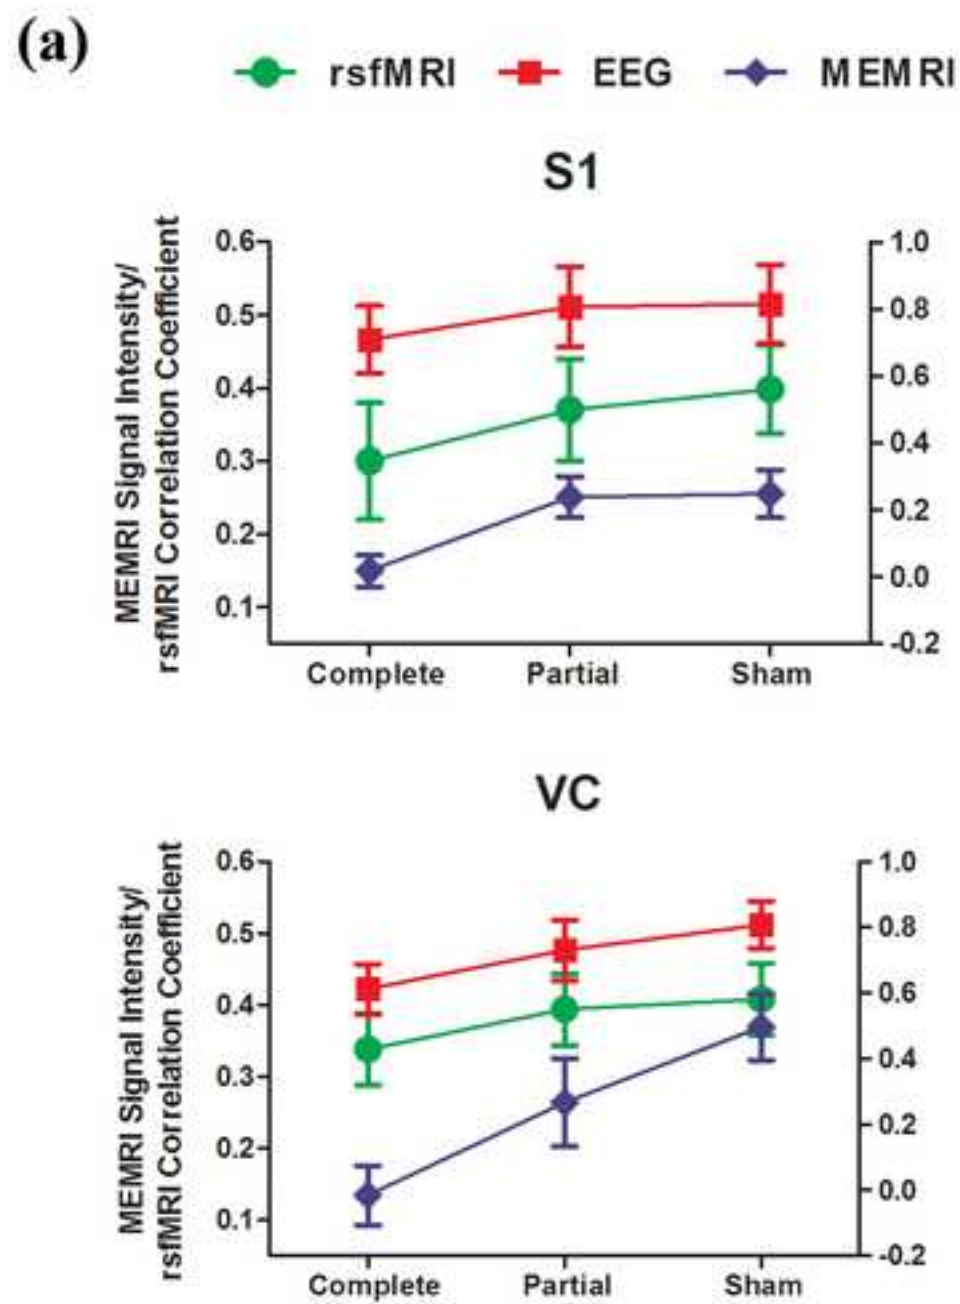 (a)
rsfMRI EEG MEMRI
S1
MEMRI Signal Intensity/
rsfMRI Correlation Coefficient
0.6 1.0
0.5 0.8
0.4 0.6
0.3 0.4
0.2 0.2
0.1 0.0
-0.2
Complete Partial Sham
VC
MEMRI Signal Intensity/
rsfMRI Correlation Coefficient
0.6 1.0
0.5 0.8
0.4 0.6
0.3 0.4
0.2 0.2
0.1 0.0
-0.2
Complete Partial Sham